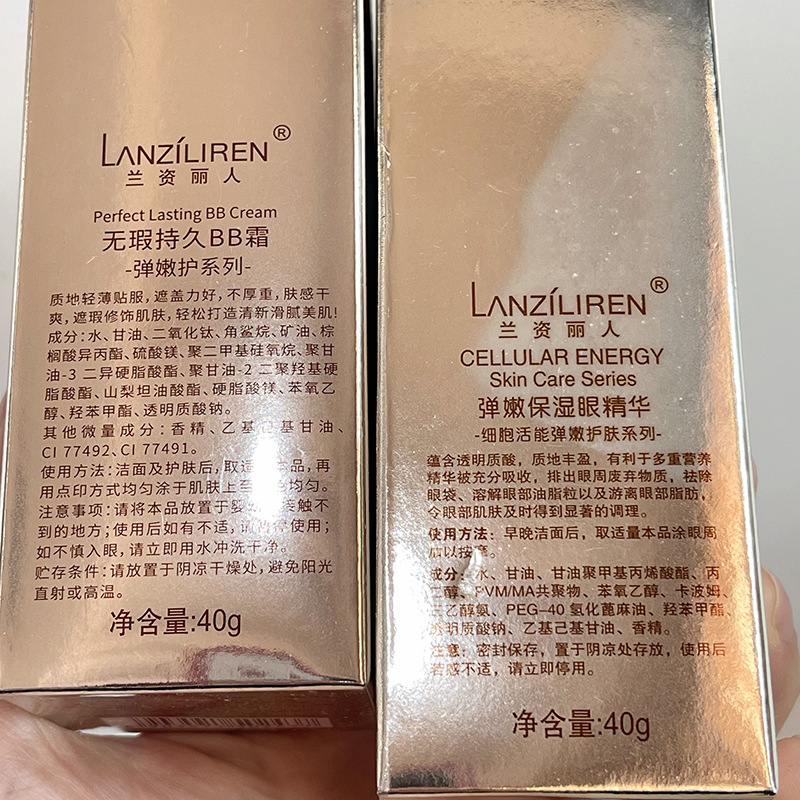 LANZÍLIREN®
兰资丽人
Perfect Lasting BB Cream
无瑕持久BB霜
-弹嫩护系列-
质地轻薄贴服，遮盖力好，不厚重，肤感干
爽，遮瑕修饰肌肤，轻松打造清新滑腻美肌！
成分：水、甘油、二氧化钛、角鲨烷、矿油、棕
榈酸异丙酯、硫酸镁、聚二甲基硅氧烷、聚甘
油-3 二异硬脂酸酯、聚甘油-2 二聚羟基硬
脂酸酯、山梨坦油酸酯、硬脂酸镁、苯氧乙
醇、羟苯甲酯、透明质酸钠。
其他微量成分：香精、乙基己基甘油、
CI 77492、CI 77491。
使用方法：洁面及护肤后，取适 本品，再
用点印方式均匀涂于肌肤上至 均匀。
注意事项：请将本品放置于 接触不
到的地方；使用后如有不适， 停使用；
如不慎入眼，请立即用水冲洗干净。
贮存条件：请放置于阴凉干燥处，避免阳光
直射或高温。
净含量:40g
LANZÍLIREN®
兰资丽人
CELLULAR ENERGY
Skin Care Series
弹嫩保湿眼精华
-细胞活能弹嫩护肤系列-
蕴含透明质酸，质地丰盈，有利于多重营养
精华被充分吸收，排出眼周废弃物质，祛除
眼袋、溶解眼部油脂粒以及游离眼部脂肪，
令眼部肌肤及时得到显著的调理。
使用方法：早晚洁面后，取适量本品涂眼周
加以按摩。
成分：水、甘油、甘油聚甲基丙烯酸酯、丙
二醇、PVM/MA共聚物、苯氧乙醇、卡波姆、
三乙醇氨、PEG-40 氢化蓖麻油、羟苯甲酯、
透明质酸钠、乙基己基甘油、香精。
注意：密封保存，置于阴凉处存放，使用后
若感不适，请立即停用。
净含量:40g